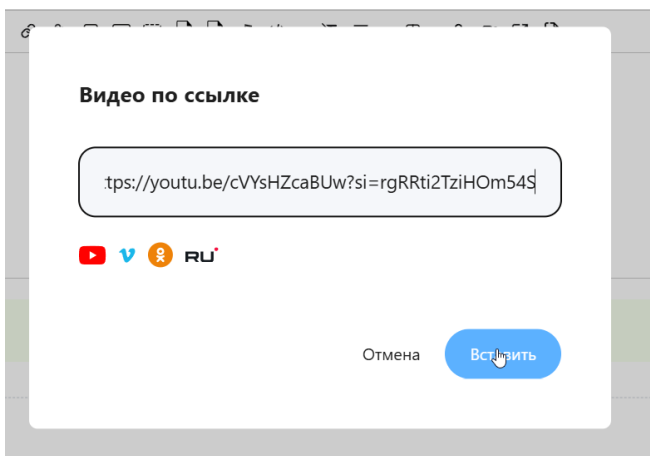 Видео по ссылке
tps://youtu.be/cVYsHZcaBUw?si=rgRRti2TziHOm54S
RU
Отмена
Вставить